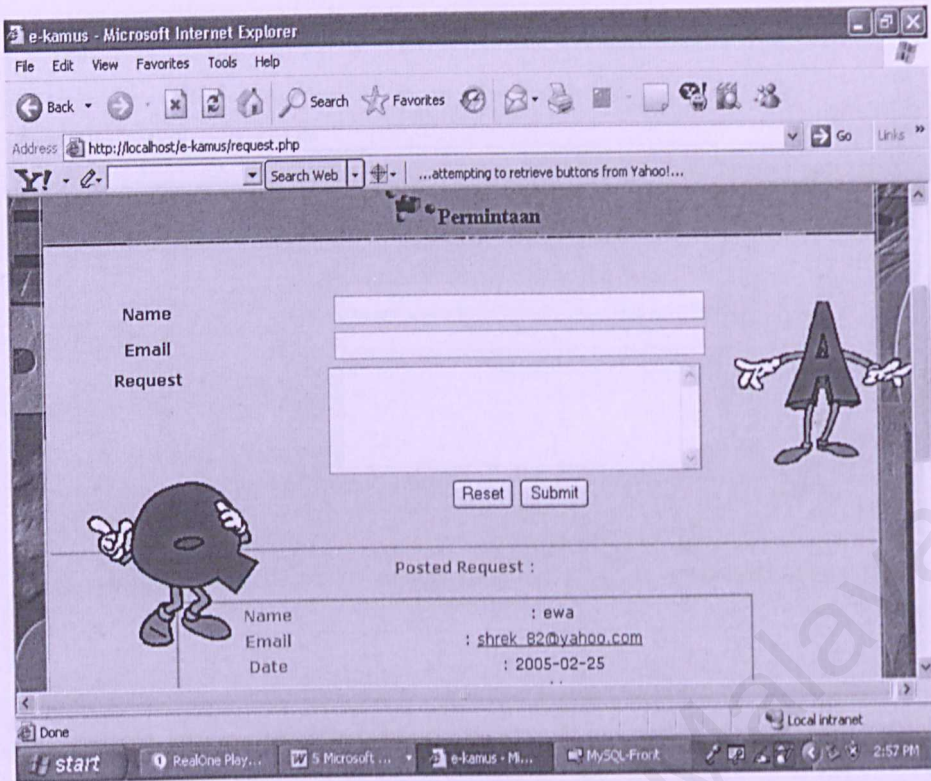 e-kamus - Microsoft Internet Explorer
File Edit View Favorites Tools Help
Back Search Favorites
Address http://localhost/e-kamus/request.php Go Links »
Y! Search Web ...attempting to retrieve buttons from Yahoo!...
Permintaan
Name
Email
Request
Reset Submit
Posted Request :
Name : ewa
Email : shrek_82@yahoo.com
Date : 2005-02-25
Done Local intranet
start RealOne Play... 5 Microsoft ... e-kamus - Mi... MySQL-Front 2:57 PM
A
Malaya